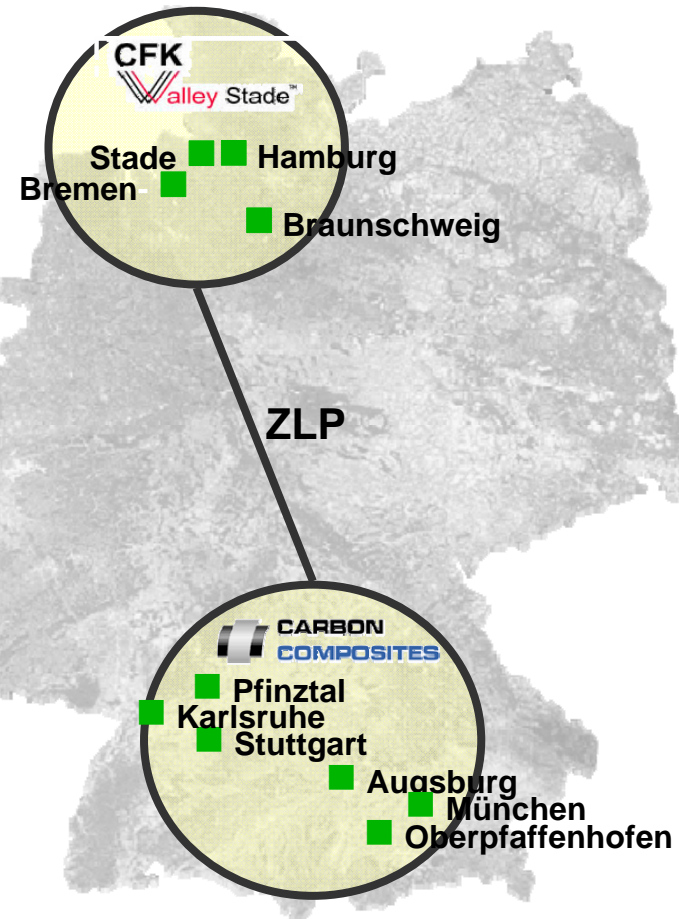 CFK
Valley Stade™
Stade
Hamburg
Bremen
Braunschweig
ZLP
CARBON
COMPOSITES
Pfinztal
Karlsruhe
Stuttgart
Augsburg
München
Oberpfaffenhofen